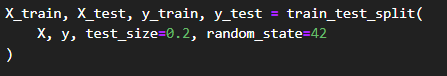 X_train, X_test, y_train, y_test = train_test_split(
    X, y, test_size=0.2, random_state=42
)